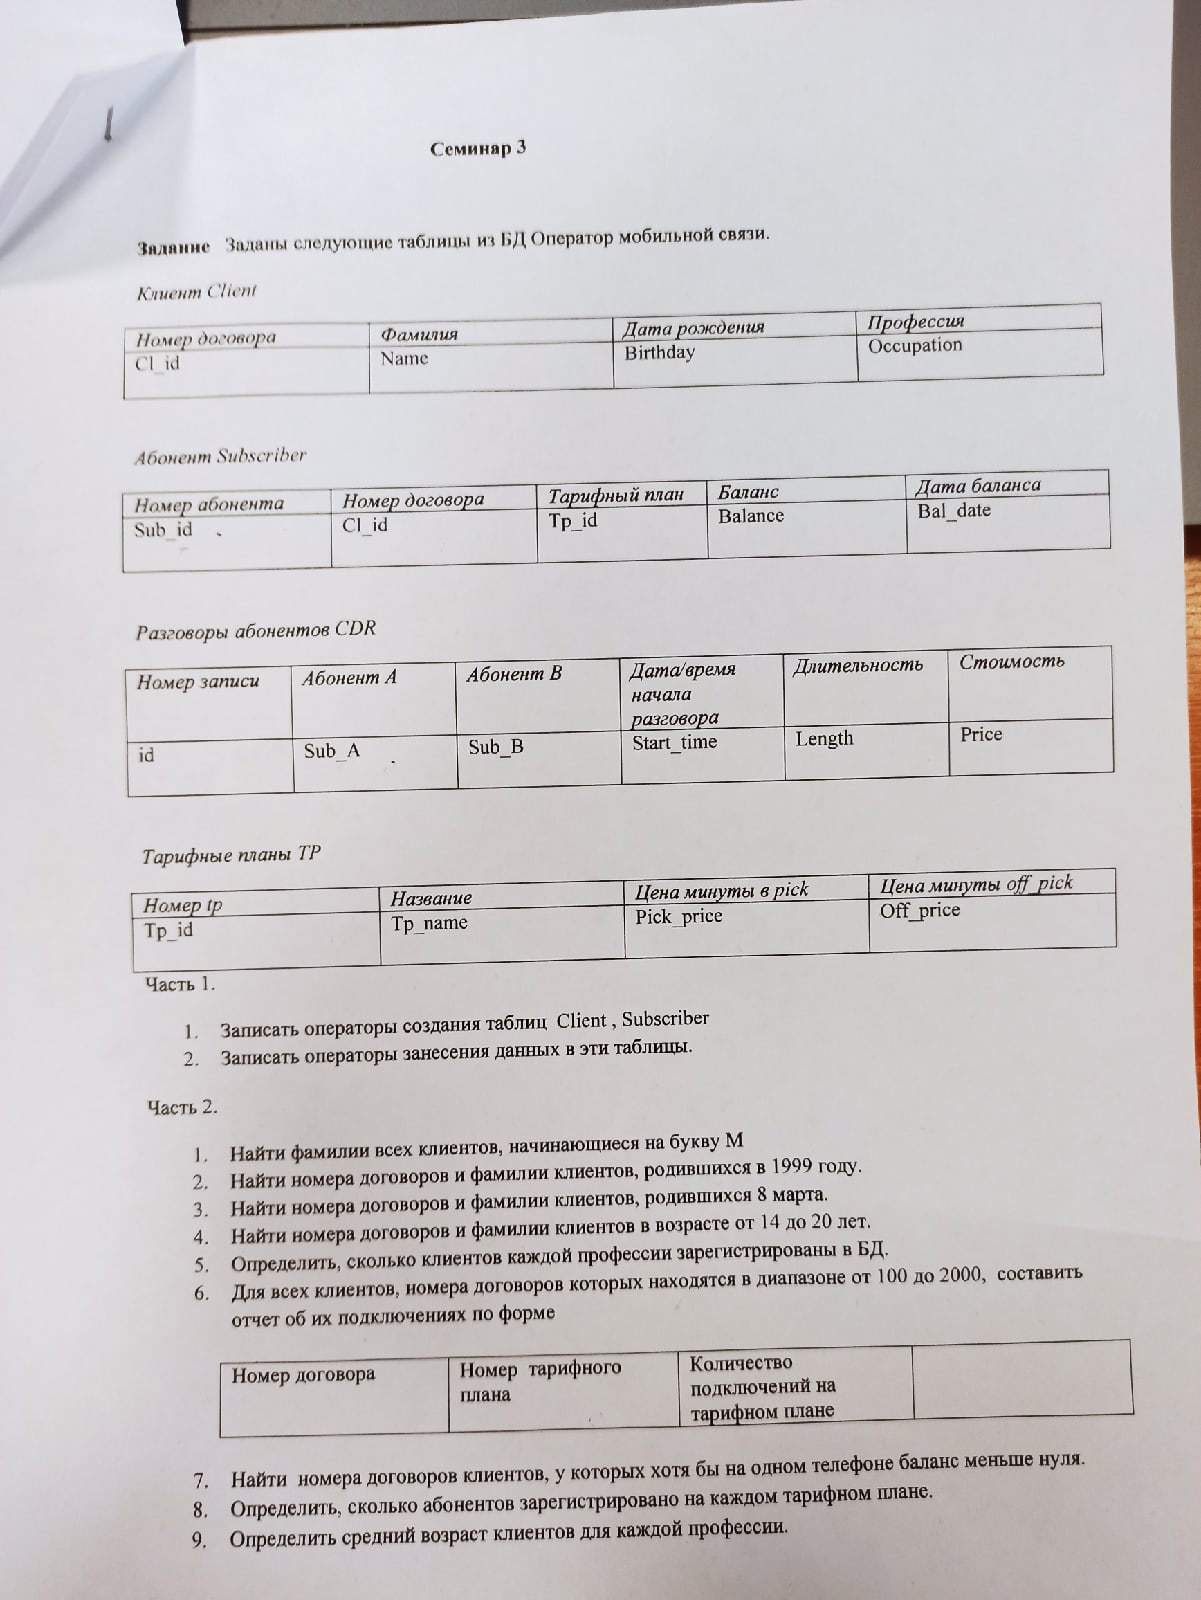 Семинар 3
Задание Заданы следующие таблицы из БД Оператор мобильной связи.
Клиент Client
Номер договора Фамилия Дата рождения Профессия
Cl_id Name Birthday Occupation
Абонент Subscriber
Номер абонента Номер договора Тарифный план Баланс Дата баланса
Sub_id Cl_id Tp_id Balance Bal_date
Разговоры абонентов CDR
Номер записи Абонент А Абонент В Дата/время начала разговора Длительность Стоимость
id Sub_A Sub_B Start_time Length Price
Тарифные планы TP
Номер tp Название Цена минуты в pick Цена минуты off_pick
Tp_id Tp_name Pick_price Off_price
Часть 1.
1. Записать операторы создания таблиц Client , Subscriber
2. Записать операторы занесения данных в эти таблицы.
Часть 2.
1. Найти фамилии всех клиентов, начинающиеся на букву М
2. Найти номера договоров и фамилии клиентов, родившихся в 1999 году.
3. Найти номера договоров и фамилии клиентов, родившихся 8 марта.
4. Найти номера договоров и фамилии клиентов в возрасте от 14 до 20 лет.
5. Определить, сколько клиентов каждой профессии зарегистрированы в БД.
6. Для всех клиентов, номера договоров которых находятся в диапазоне от 100 до 2000, составить
отчет об их подключениях по форме
Номер договора Номер тарифного плана Количество подключений на тарифном плане
7. Найти номера договоров клиентов, у которых хотя бы на одном телефоне баланс меньше нуля.
8. Определить, сколько абонентов зарегистрировано на каждом тарифном плане.
9. Определить средний возраст клиентов для каждой профессии.